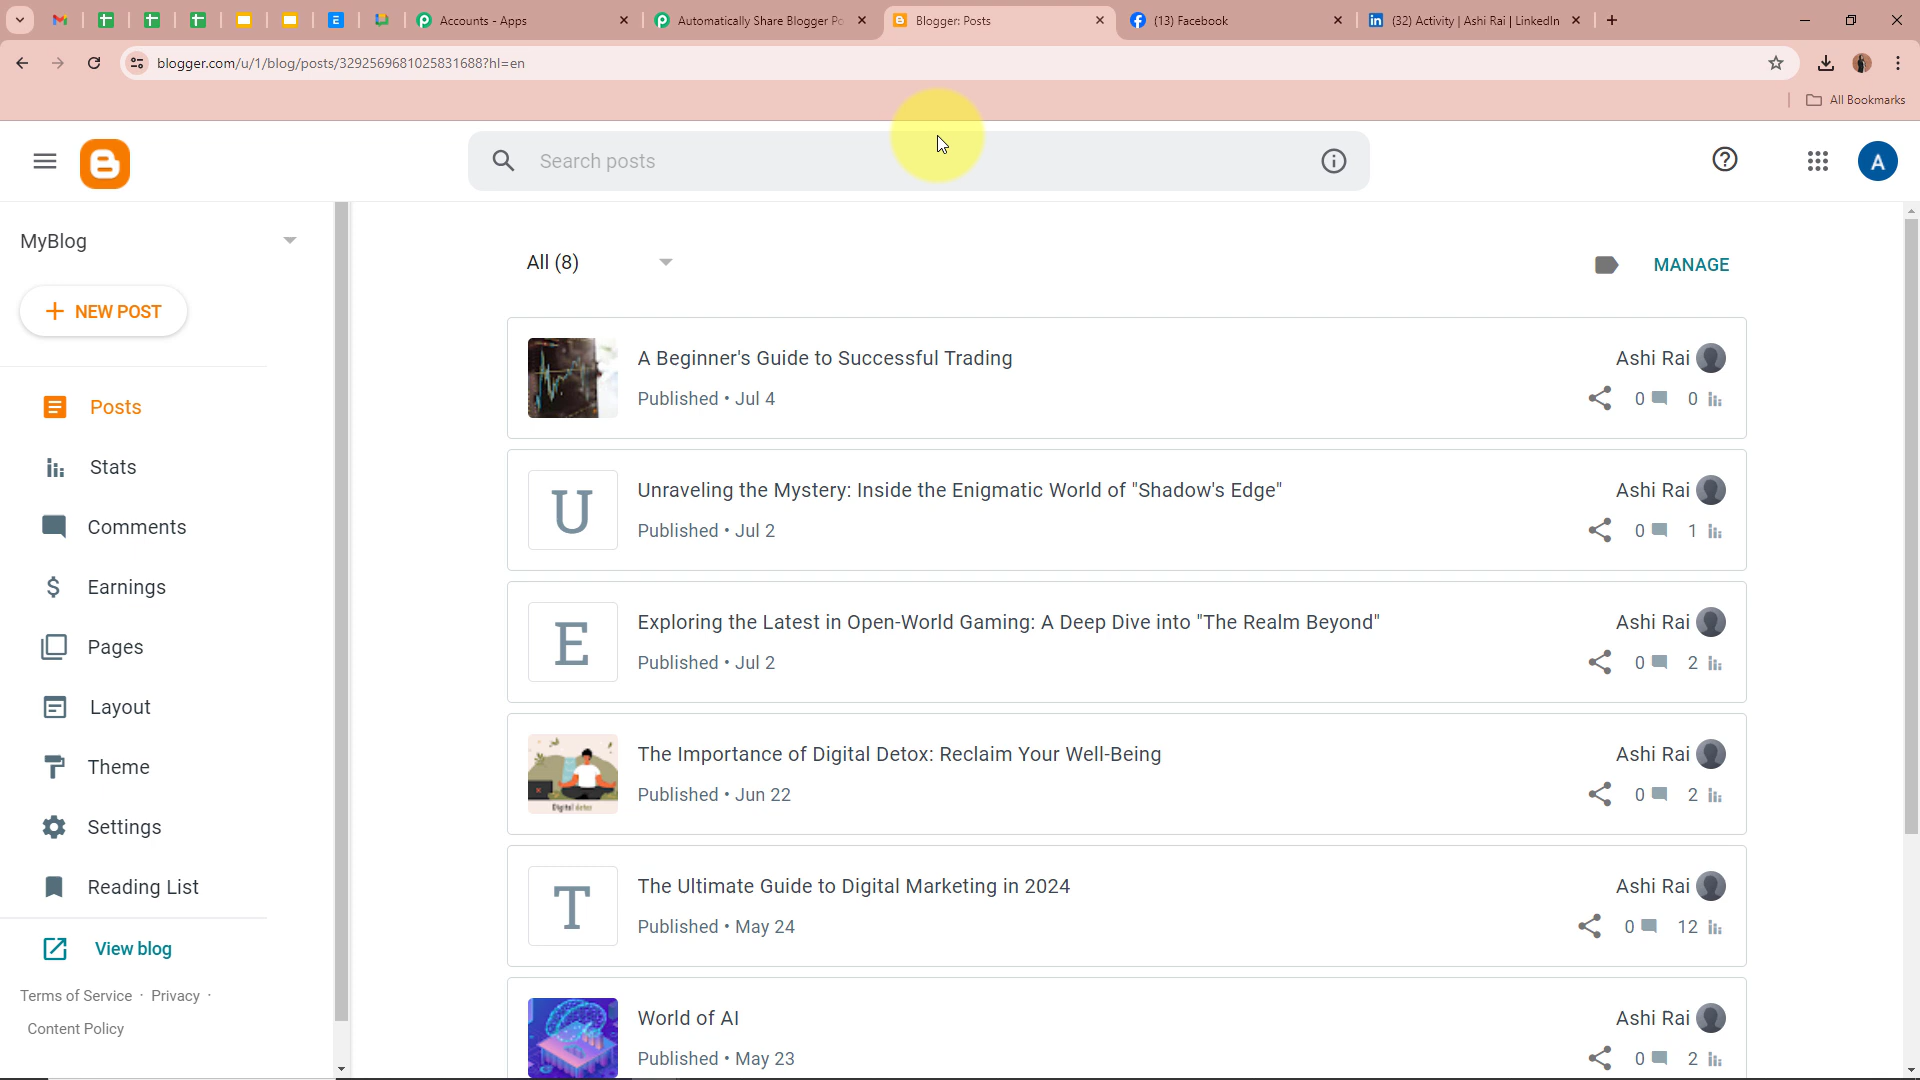 Accounts - Apps
Automatically Share Blogger Po
Blogger: Posts
(13) Facebook
(32) Activity | Ashi Rai | LinkedIn
blogger.com/u/1/blog/posts/3292569681025831688?hl=en
All Bookmarks
Search posts
A
MyBlog
All (8)
MANAGE
NEW POST
Posts
Stats
Comments
Earnings
Pages
Layout
Theme
Settings
Reading List
View blog
Terms of Service · Privacy ·
Content Policy
A Beginner's Guide to Successful Trading
Ashi Rai
Published • Jul 4
0 0
U
Unraveling the Mystery: Inside the Enigmatic World of "Shadow's Edge"
Ashi Rai
Published • Jul 2
0 1
E
Exploring the Latest in Open-World Gaming: A Deep Dive into "The Realm Beyond"
Ashi Rai
Published • Jul 2
0 2
Digital detox
The Importance of Digital Detox: Reclaim Your Well-Being
Ashi Rai
Published • Jun 22
0 2
T
The Ultimate Guide to Digital Marketing in 2024
Ashi Rai
Published • May 24
0 12
World of AI
Ashi Rai
Published • May 23
0 2